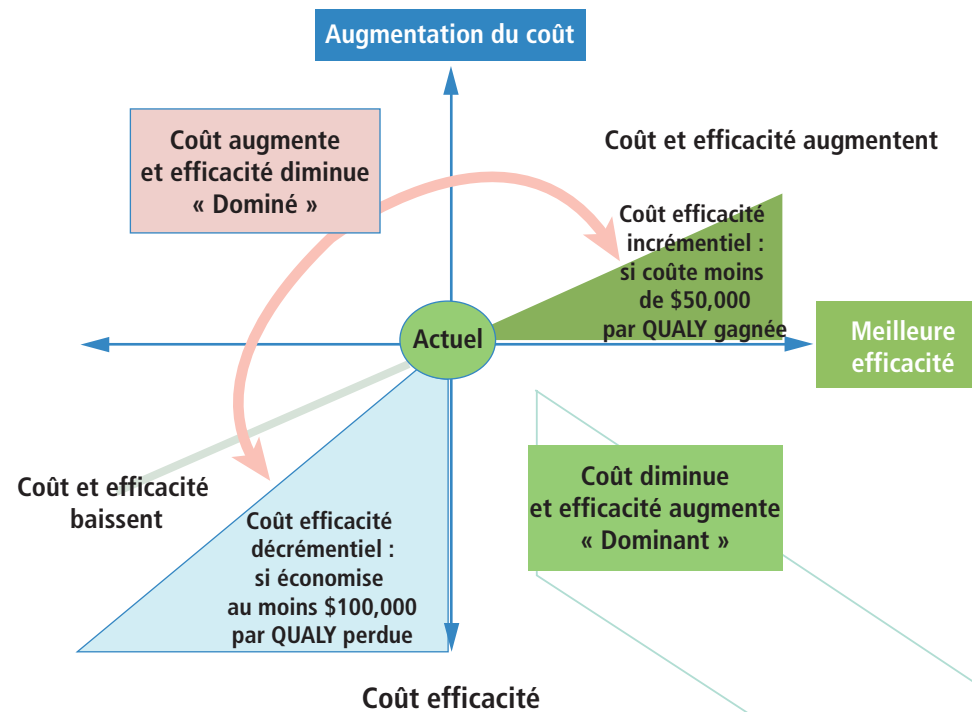 Augmentation du coût
Coût augmente
et efficacité diminue
« Dominé »
Coût et efficacité augmentent
Coût efficacité
incrémentiel :
si coûte moins
de $50,000
par QUALY gagnée
Actuel
Meilleure
efficacité
Coût et efficacité
baissent
Coût efficacité
décrémentiel :
si économise
au moins $100,000
par QUALY perdue
Coût diminue
et efficacité augmente
« Dominant »
Coût efficacité